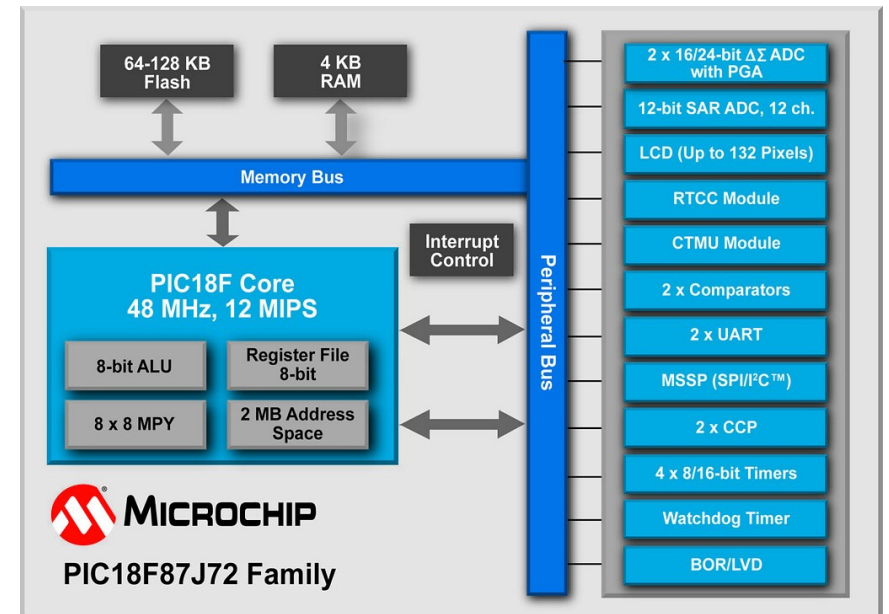 64-128 KB
Flash
4 KB
RAM
Memory Bus
PIC18F Core
48 MHz, 12 MIPS
8-bit ALU
Register File
8-bit
8 x 8 MPY
2 MB Address
Space
Interrupt
Control
Peripheral Bus
2 x 16/24-bit ΔΣ ADC
with PGA
12-bit SAR ADC, 12 ch.
LCD (Up to 132 Pixels)
RTCC Module
CTMU Module
2 x Comparators
2 x UART
MSSP (SPI/I²C™)
2 x CCP
4 x 8/16-bit Timers
Watchdog Timer
BOR/LVD
® MICROCHIP
PIC18F87J72 Family